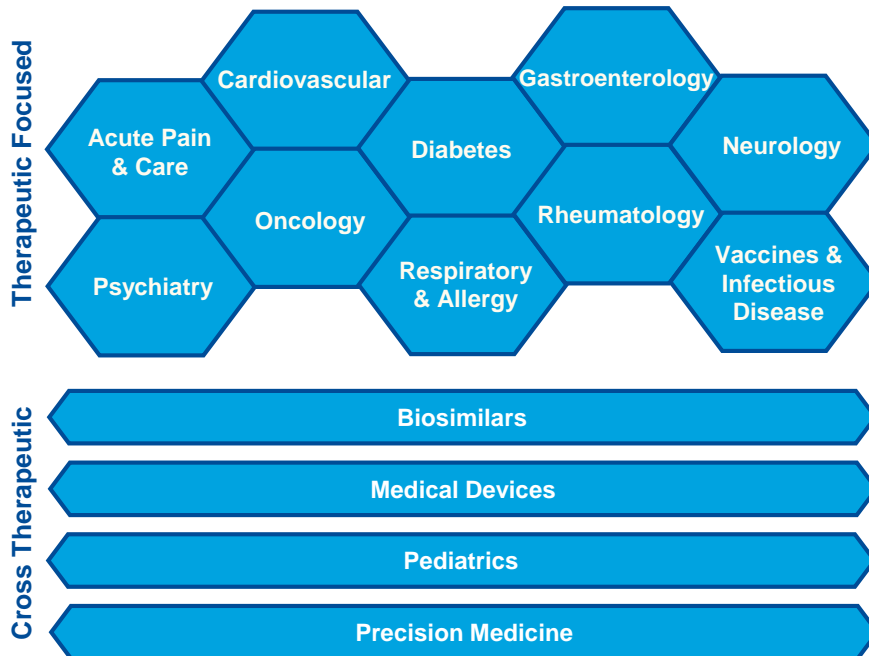 Therapeutic Focused
Cardiovascular
Gastroenterology
Acute Pain
& Care
Diabetes
Neurology
Oncology
Rheumatology
Psychiatry
Respiratory
& Allergy
Vaccines &
Infectious
Disease
Cross Therapeutic
Biosimilars
Medical Devices
Pediatrics
Precision Medicine